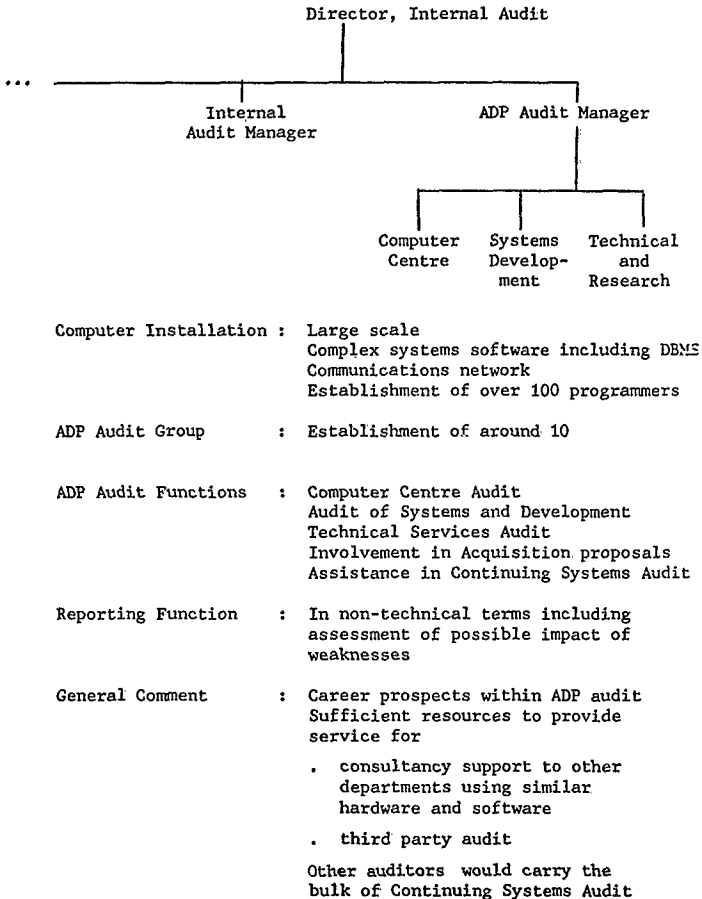 Director, Internal Audit
...
Internal
Audit Manager
ADP Audit Manager
Computer
Centre
Systems
Develop-
ment
Technical
and
Research
Computer Installation : Large scale
Complex systems software including DBMS
Communications network
Establishment of over 100 programmers
ADP Audit Group : Establishment of around 10
ADP Audit Functions : Computer Centre Audit
Audit of Systems and Development
Technical Services Audit
Involvement in Acquisition proposals
Assistance in Continuing Systems Audit
Reporting Function : In non-technical terms including
assessment of possible impact of
weaknesses
General Comment : Career prospects within ADP audit
Sufficient resources to provide
service for
. consultancy support to other
departments using similar
hardware and software
. third party audit
Other auditors would carry the
bulk of Continuing Systems Audit